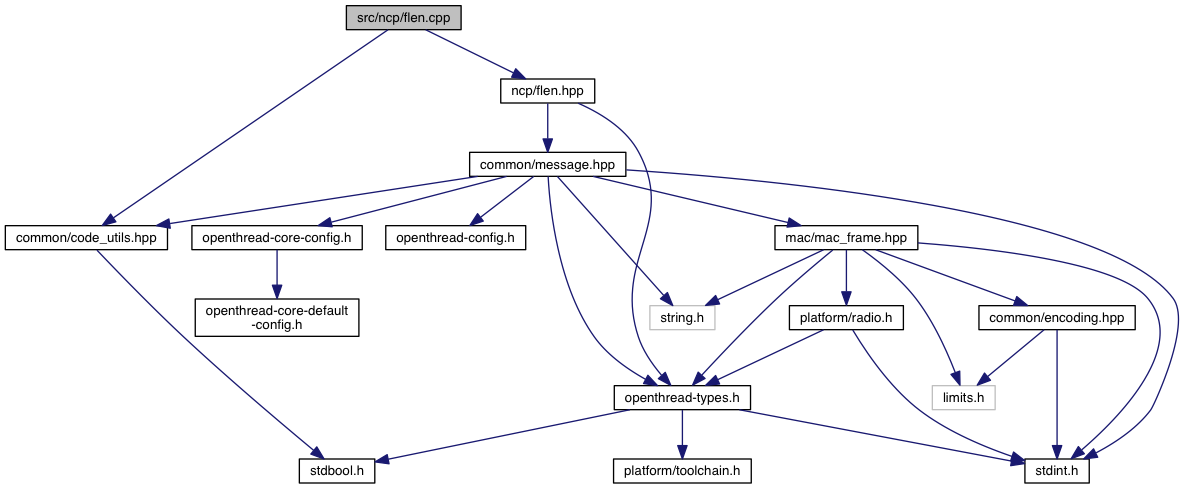 src/ncp/flen.cpp
ncp/flen.hpp
common/message.hpp
common/code_utils.hpp
openthread-core-config.h
openthread-config.h
mac/mac_frame.hpp
openthread-core-default
-config.h
string.h
platform/radio.h
common/encoding.hpp
openthread-types.h
limits.h
stdbool.h
platform/toolchain.h
stdint.h